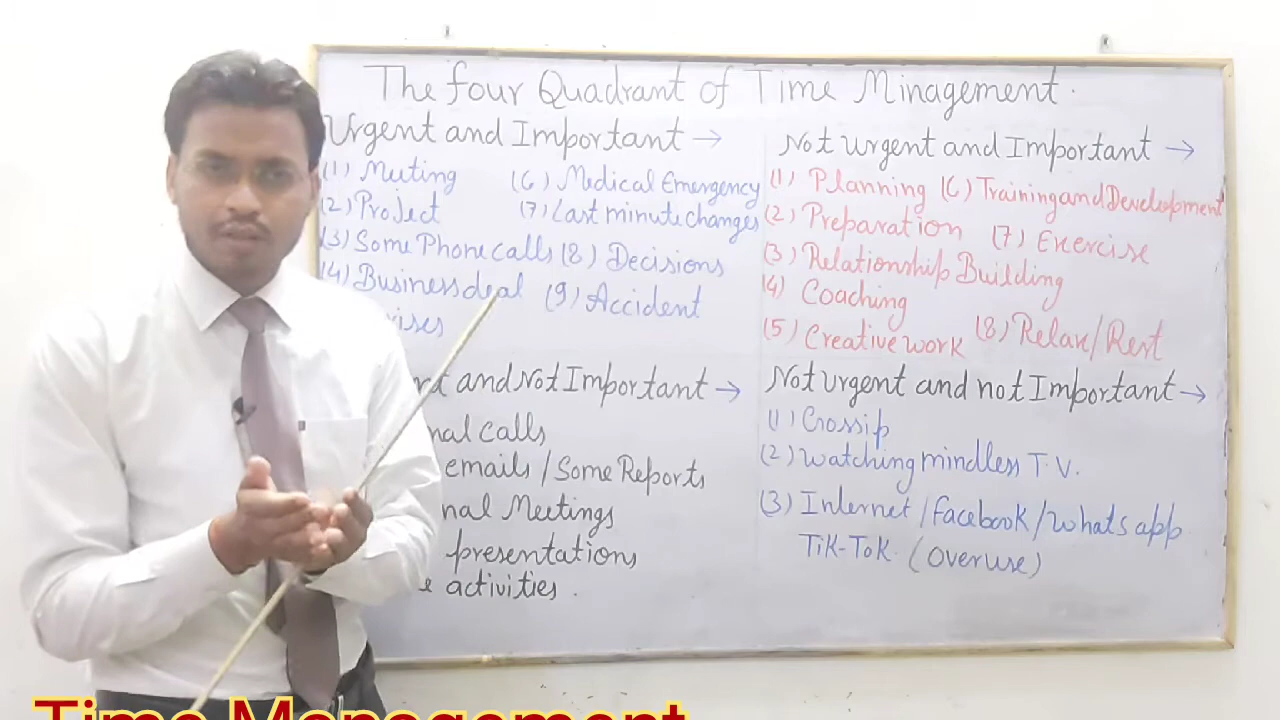 The four Quadrant of Time Minagement.
Urgent and Important →
(1) Meeting (6) Medical Emergency
(2) Project (7) Last minute changes
(3) Some Phone calls (8) Decisions
(4) Business deal (9) Accident
Not Urgent and Important →
(1) Planning (6) Training and Development
(2) Preparation (7) Exercise
(3) Relationship Building
(4) Coaching
(5) Creative work (8) Relax/Rest
and Not Important →
calls
emails / Some Reports
Meetings
presentations
activities.
Not urgent and not Important →
(1) Gossip
(2) watching mindless T.V.
(3) Internet / facebook / whats app
TiK-ToK. (overuse)
Time Management